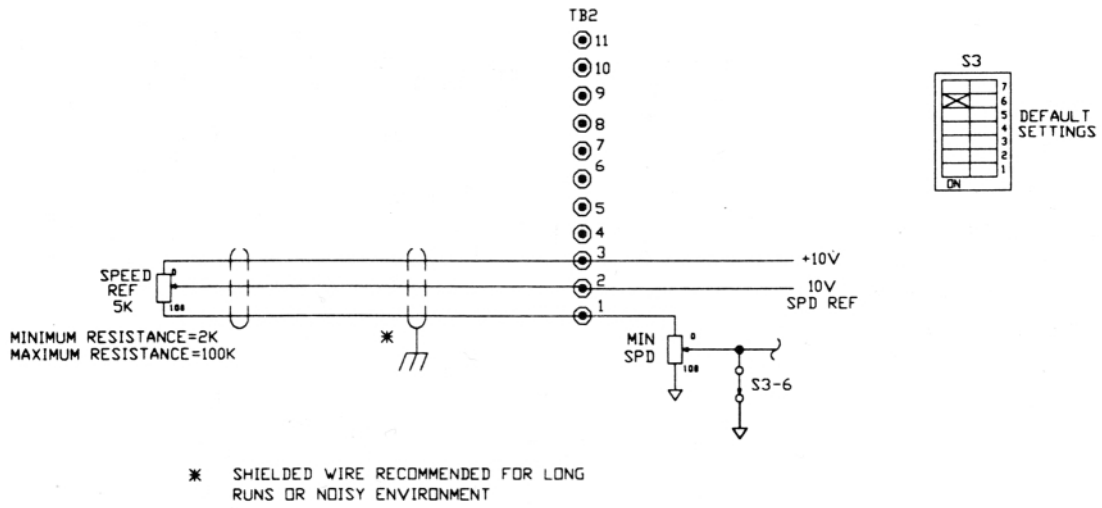 TB2
11
10
9
8
7
6
5
4
3
2
1
S3
7
6
5
4
3
2
1
ON
DEFAULT
SETTINGS
SPEED
REF
5K
0
100
MINIMUM RESISTANCE=2K
MAXIMUM RESISTANCE=100K
+10V
10V
SPD REF
MIN
SPD
0
100
S3-6
* SHIELDED WIRE RECOMMENDED FOR LONG
RUNS OR NOISY ENVIRONMENT